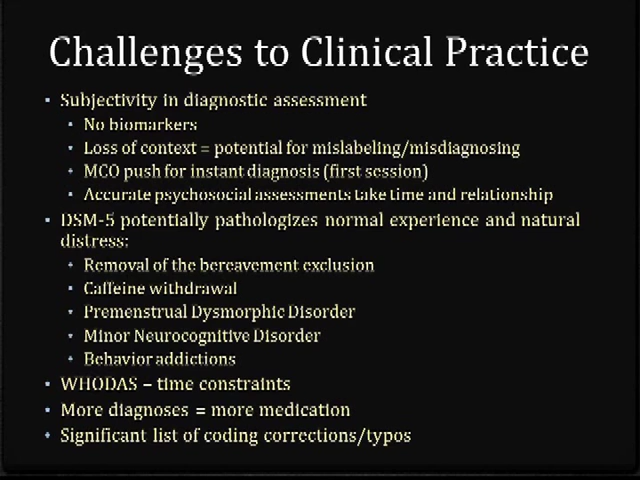 Challenges to Clinical Practice
▪ Subjectivity in diagnostic assessment
▪ No biomarkers
▪ Loss of context = potential for mislabeling/misdiagnosing
▪ MCO push for instant diagnosis (first session)
▪ Accurate psychosocial assessments take time and relationship
▪ DSM-5 potentially pathologizes normal experience and natural
distress:
▪ Removal of the bereavement exclusion
▪ Caffeine withdrawal
▪ Premenstrual Dysmorphic Disorder
▪ Minor Neurocognitive Disorder
▪ Behavior addictions
▪ WHODAS – time constraints
▪ More diagnoses = more medication
▪ Significant list of coding corrections/typos